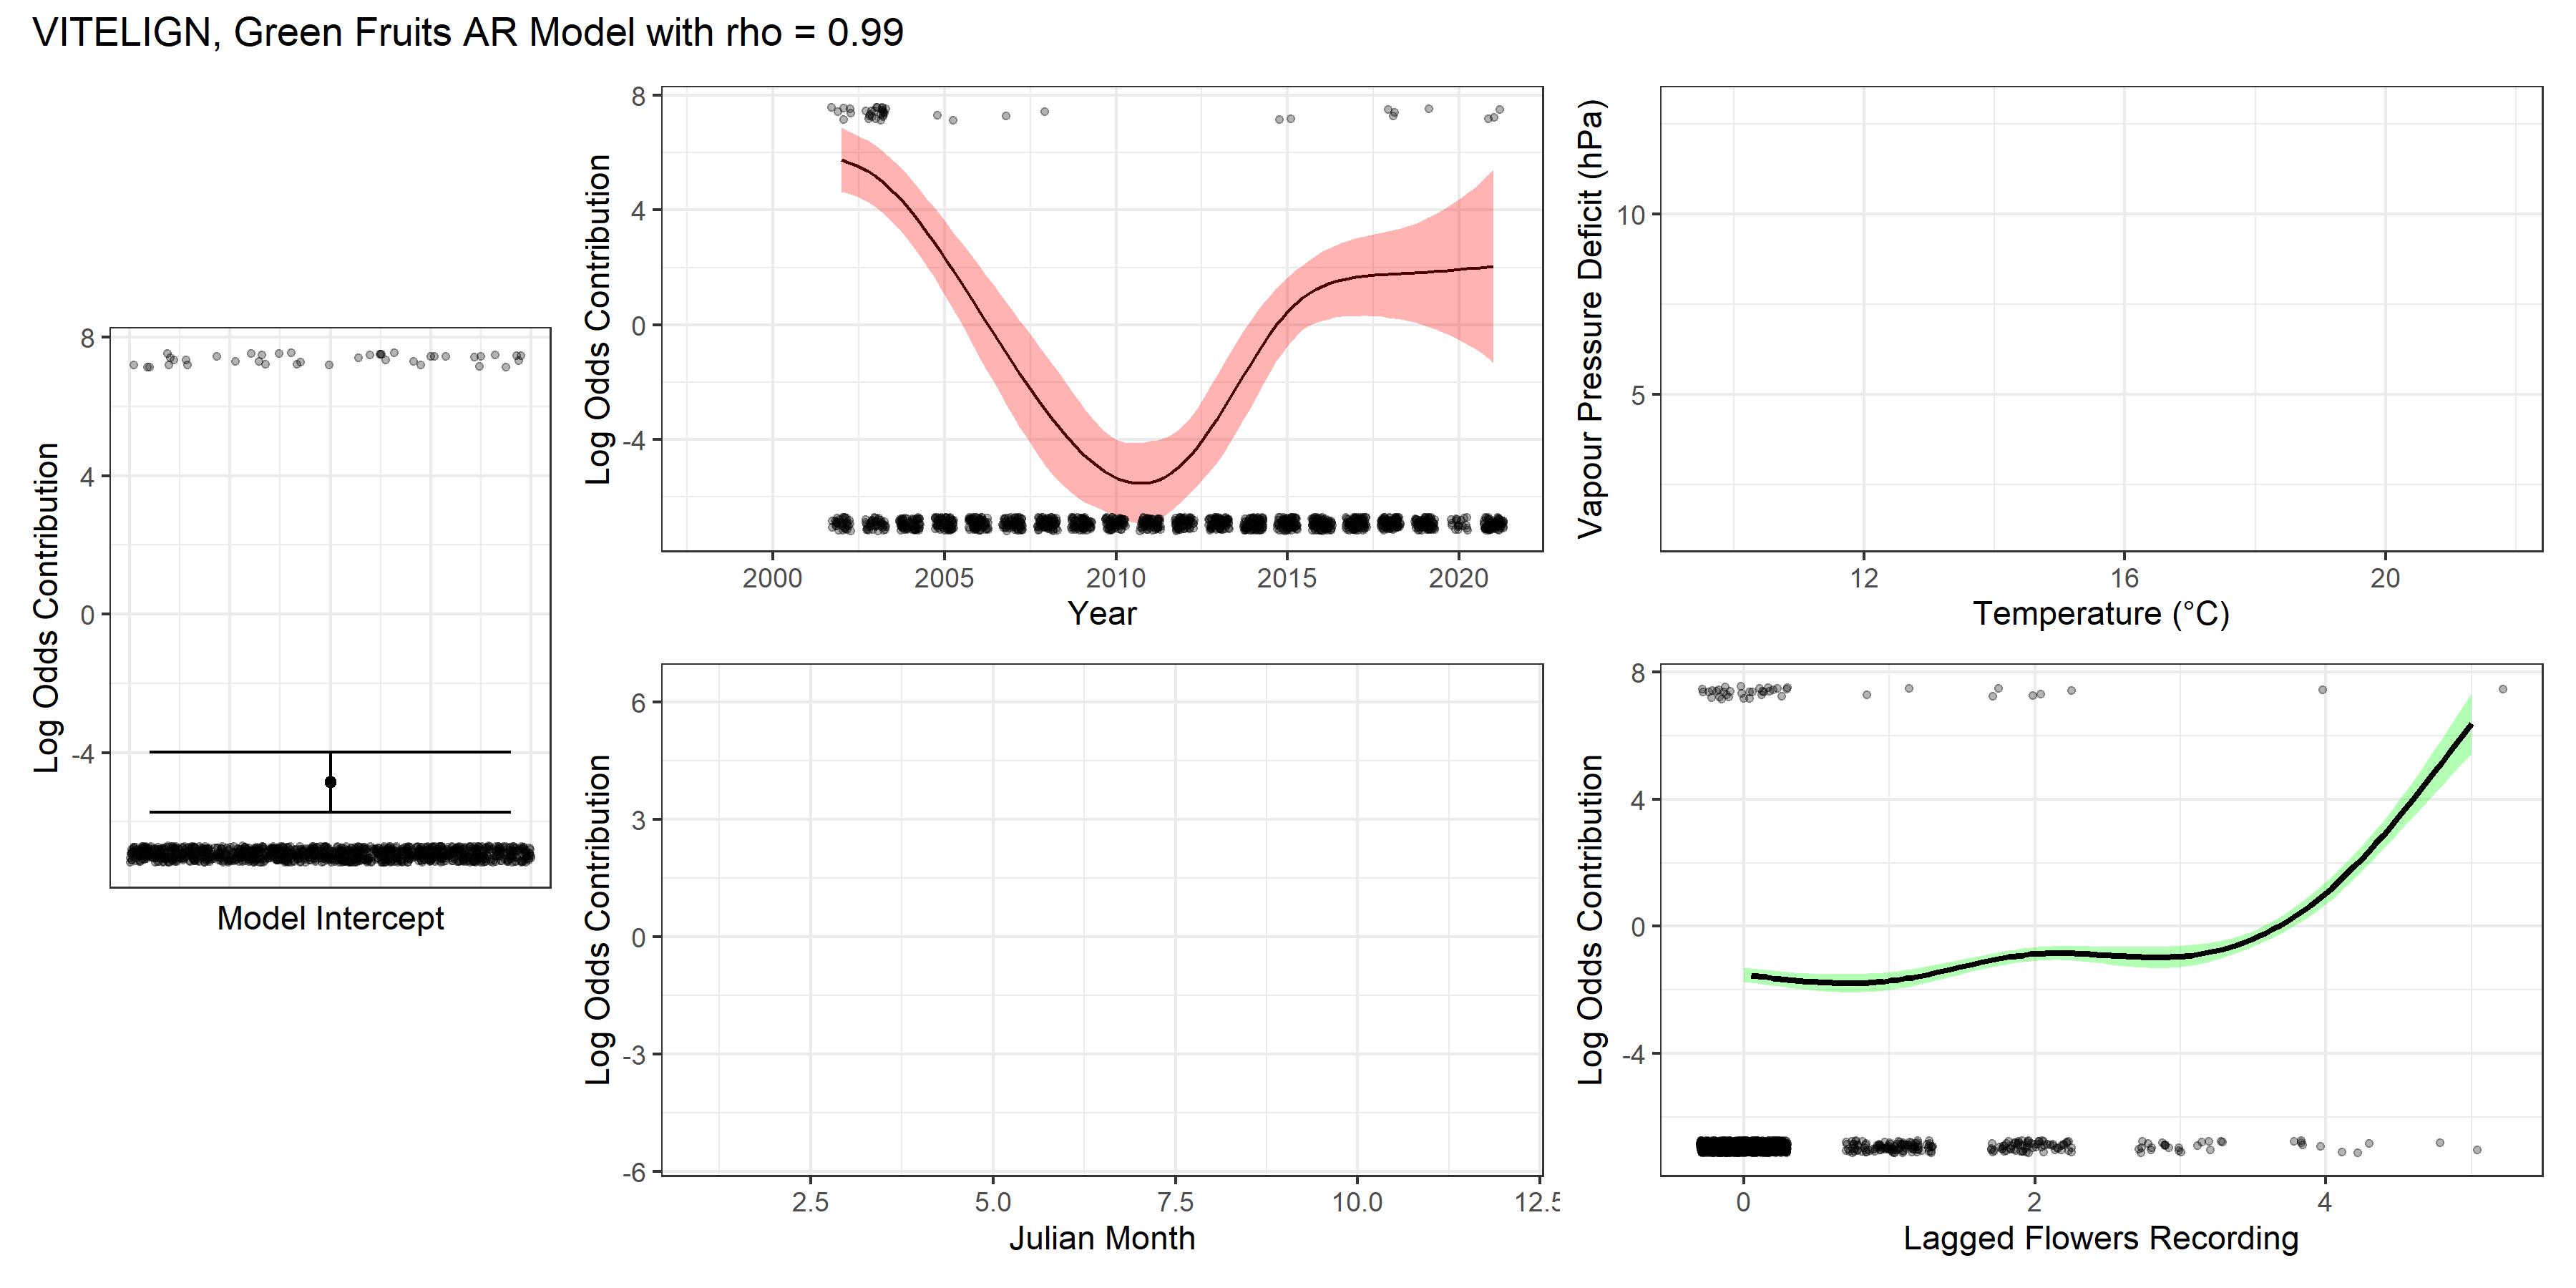 VITELIGN, Green Fruits AR Model with rho = 0.99
Log Odds Contribution
8
4
0
-4
Model Intercept
Log Odds Contribution
8
4
0
-4
2000 2005 2010 2015 2020
Year
Vapour Pressure Deficit (hPa)
10
5
12 16 20
Temperature (°C)
Log Odds Contribution
6
3
0
-3
-6
2.5 5.0 7.5 10.0 12.5
Julian Month
Log Odds Contribution
8
4
0
-4
0 2 4
Lagged Flowers Recording